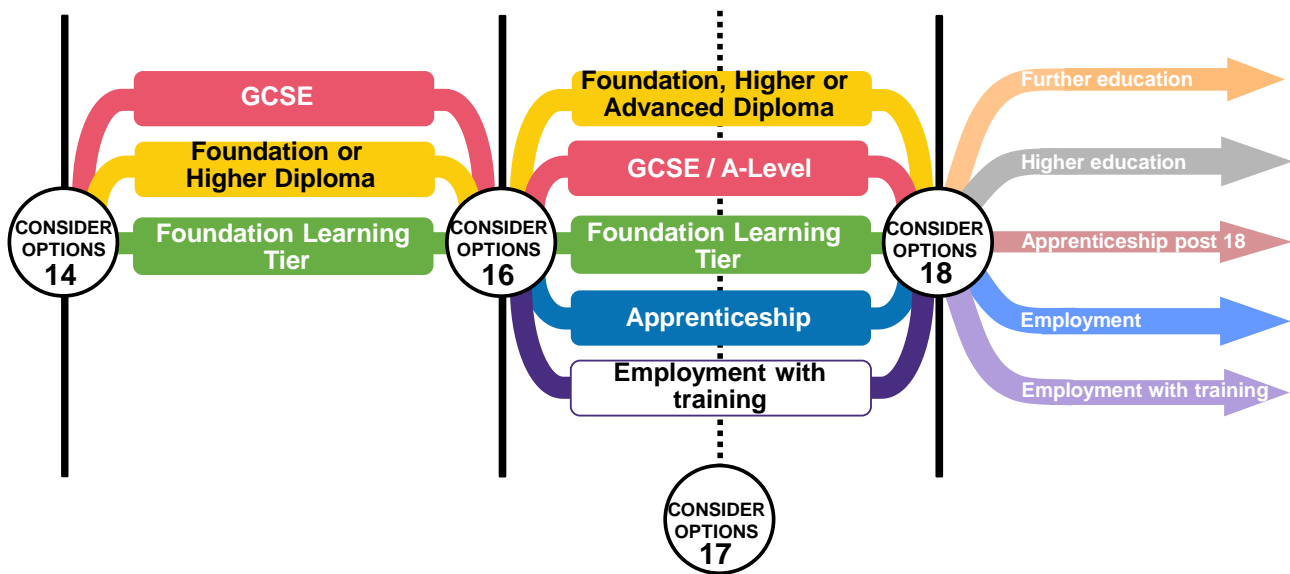 CONSIDER
OPTIONS
14
GCSE
Foundation or
Higher Diploma
Foundation Learning
Tier
CONSIDER
OPTIONS
16
Foundation, Higher or
Advanced Diploma
GCSE / A-Level
Foundation Learning
Tier
Apprenticeship
Employment with
training
CONSIDER
OPTIONS
17
CONSIDER
OPTIONS
18
Further education
Higher education
Apprenticeship post 18
Employment
Employment with training